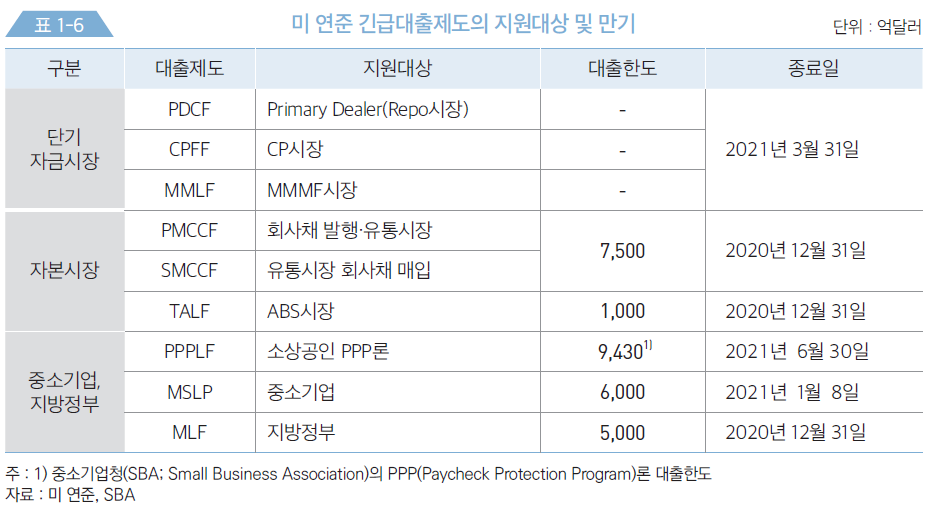 표 1-6 미 연준 긴급대출제도의 지원대상 및 만기 단위 : 억달러
구분 대출제도 지원대상 대출한도 종료일
단기
자금시장
PDCF Primary Dealer(Repo시장) -
CPFF CP시장 - 2021년 3월 31일
MMLF MMMF시장 -
자본시장
PMCCF 회사채 발행·유통시장
7,500 2020년 12월 31일
SMCCF 유통시장 회사채 매입
TALF ABS시장 1,000 2020년 12월 31일
중소기업,
지방정부
PPPLF 소상공인 PPP론 9,4301) 2021년 6월 30일
MSLP 중소기업 6,000 2021년 1월 8일
MLF 지방정부 5,000 2020년 12월 31일
주 : 1) 중소기업청(SBA; Small Business Association)의 PPP(Paycheck Protection Program)론 대출한도
자료 : 미 연준, SBA